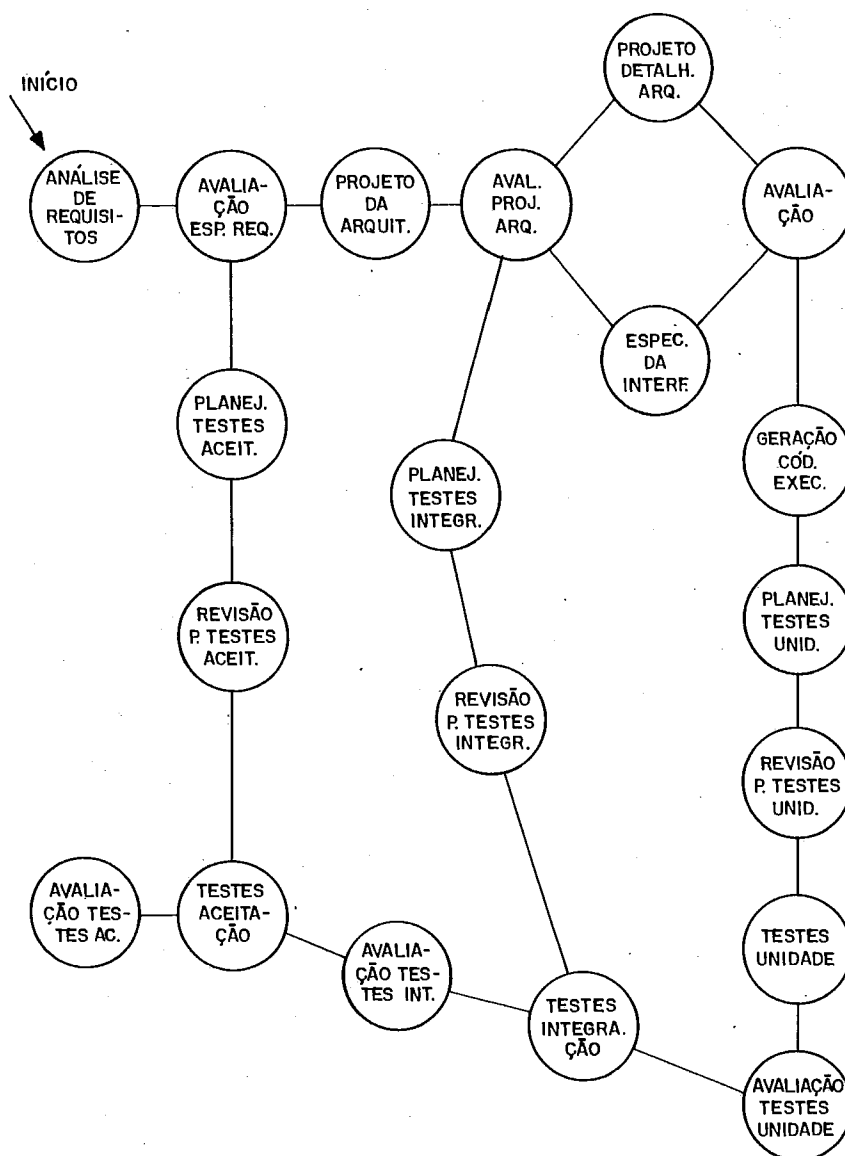 INÍCIO
ANÁLISE
DE
REQUISI-
TOS
AVALIA-
ÇÃO
ESP. REQ.
PROJETO
DA
ARQUIT.
AVAL.
PROJ.
ARQ.
PROJETO
DETALH.
ARQ.
AVALIA-
ÇÃO
ESPEC.
DA
INTERF.
PLANEJ.
TESTES
ACEIT.
PLANEJ.
TESTES
INTEGR.
GERAÇÃO
CÓD.
EXEC.
PLANEJ.
TESTES
UNID.
REVISÃO
P. TESTES
ACEIT.
REVISÃO
P. TESTES
INTEGR.
REVISÃO
P. TESTES
UNID.
AVALIA-
ÇÃO TES-
TES AC.
TESTES
ACEITA-
ÇÃO
AVALIA-
ÇÃO TES-
TES INT.
TESTES
INTEGRA.
ÇÃO
TESTES
UNIDADE
AVALIAÇÃO
TESTES
UNIDADE